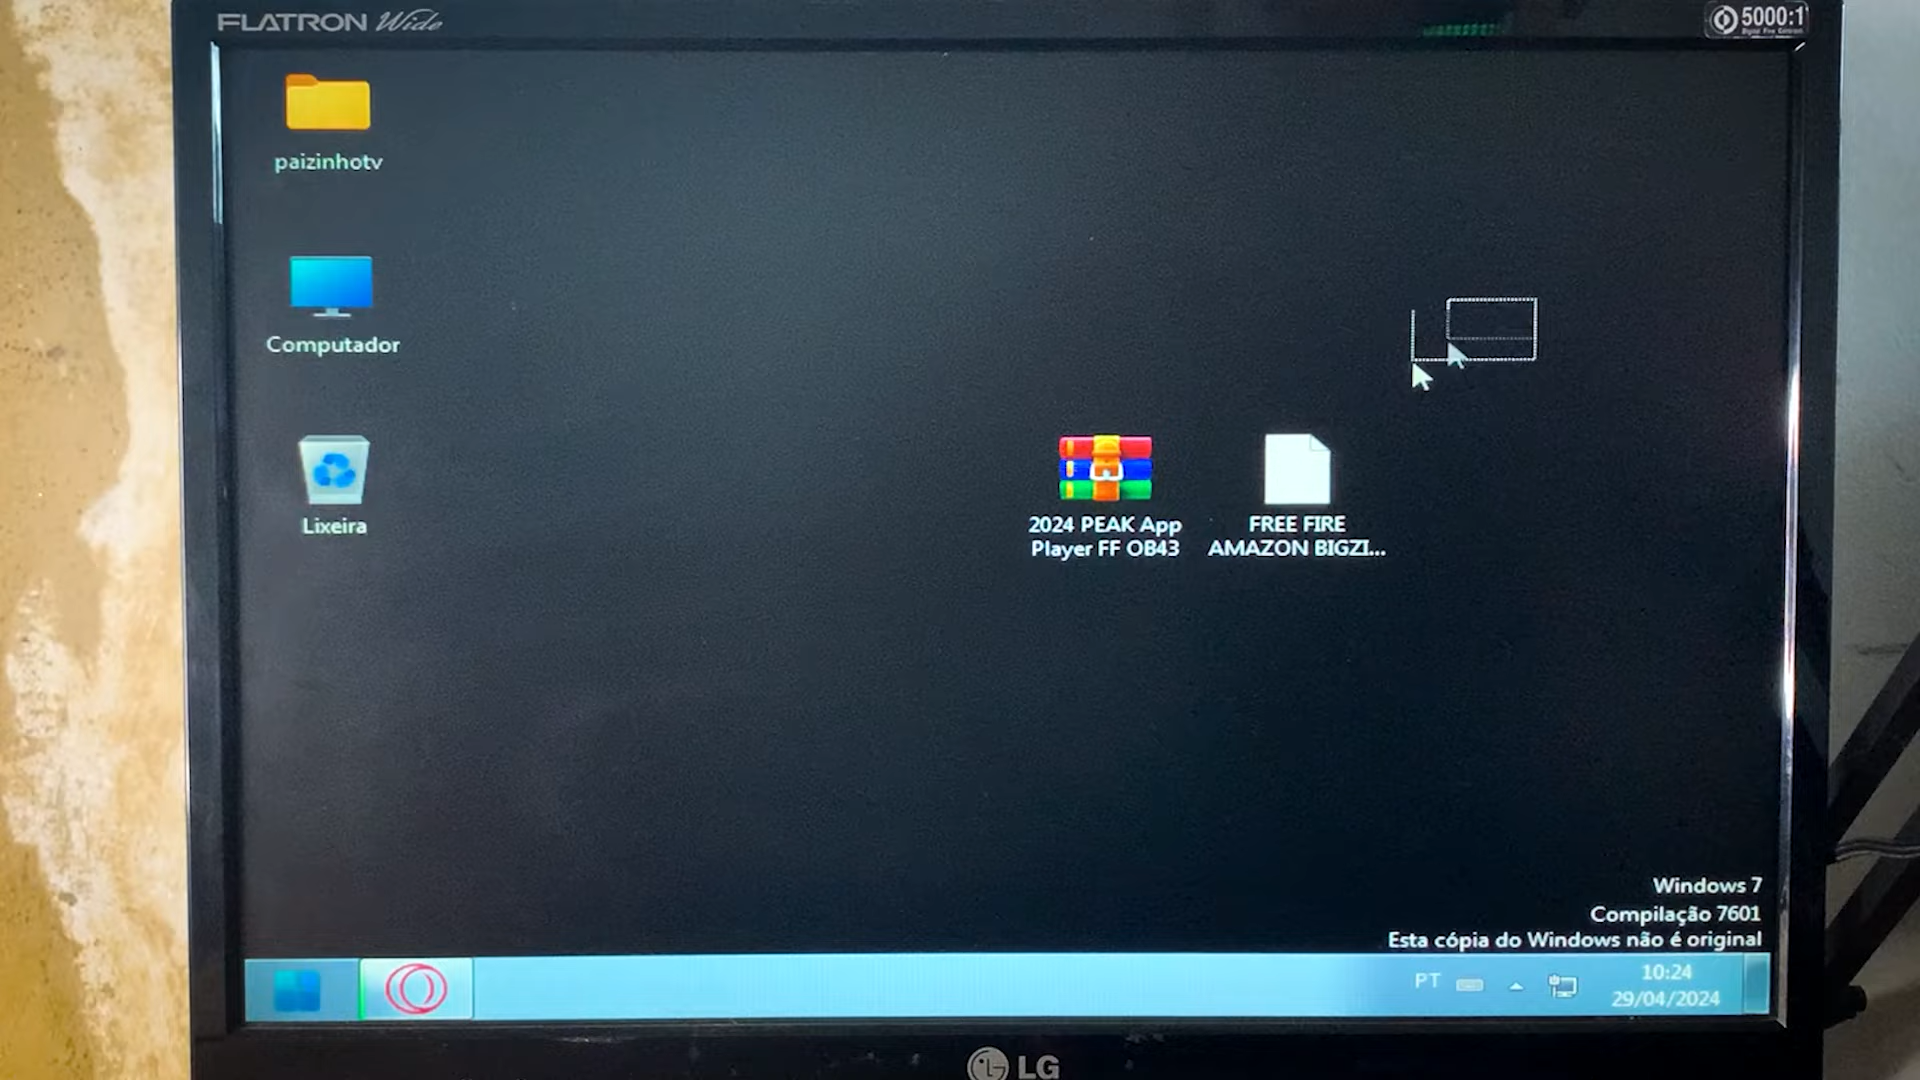 FLATRON Wide
5000:1
paizinhotv
Computador
Lixeira
2024 PEAK App
Player FF OB43
FREE FIRE
AMAZON BIGZI...
Windows 7
Compilação 7601
Esta cópia do Windows não é original
PT
10:24
29/04/2024
LG